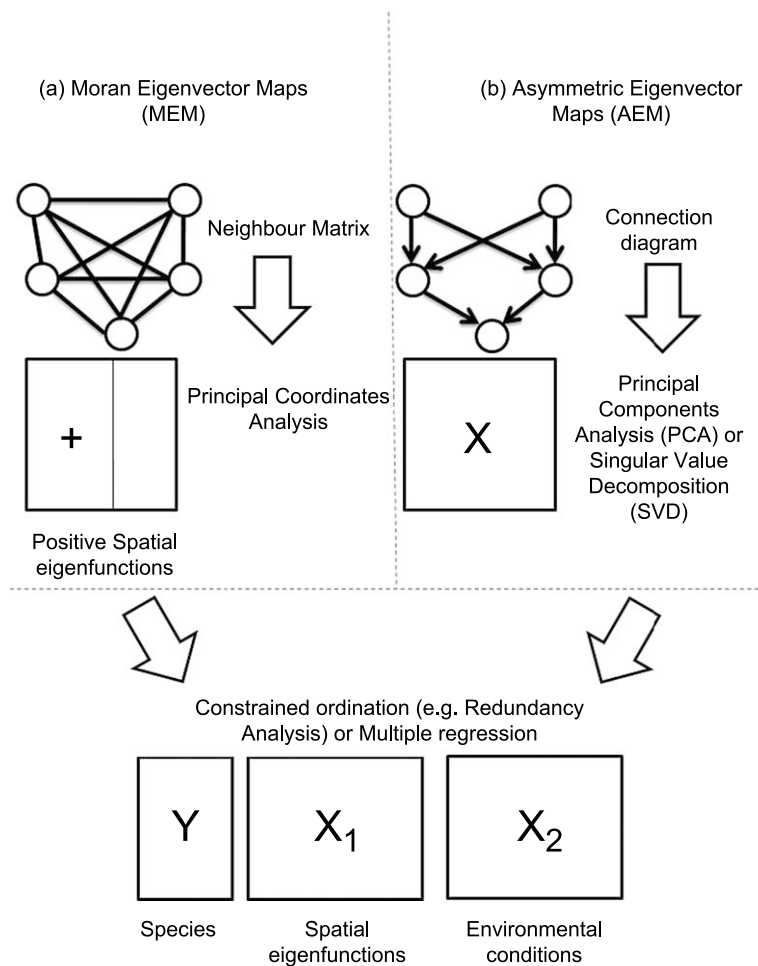 (a) Moran Eigenvector Maps
(MEM)
Neighbour Matrix
Principal Coordinates
Analysis
+
Positive Spatial
eigenfunctions
(b) Asymmetric Eigenvector
Maps (AEM)
Connection
diagram
X
Principal
Components
Analysis (PCA) or
Singular Value
Decomposition
(SVD)
Constrained ordination (e.g. Redundancy
Analysis) or Multiple regression
Y
X₁
X₂
Species
Spatial
eigenfunctions
Environmental
conditions